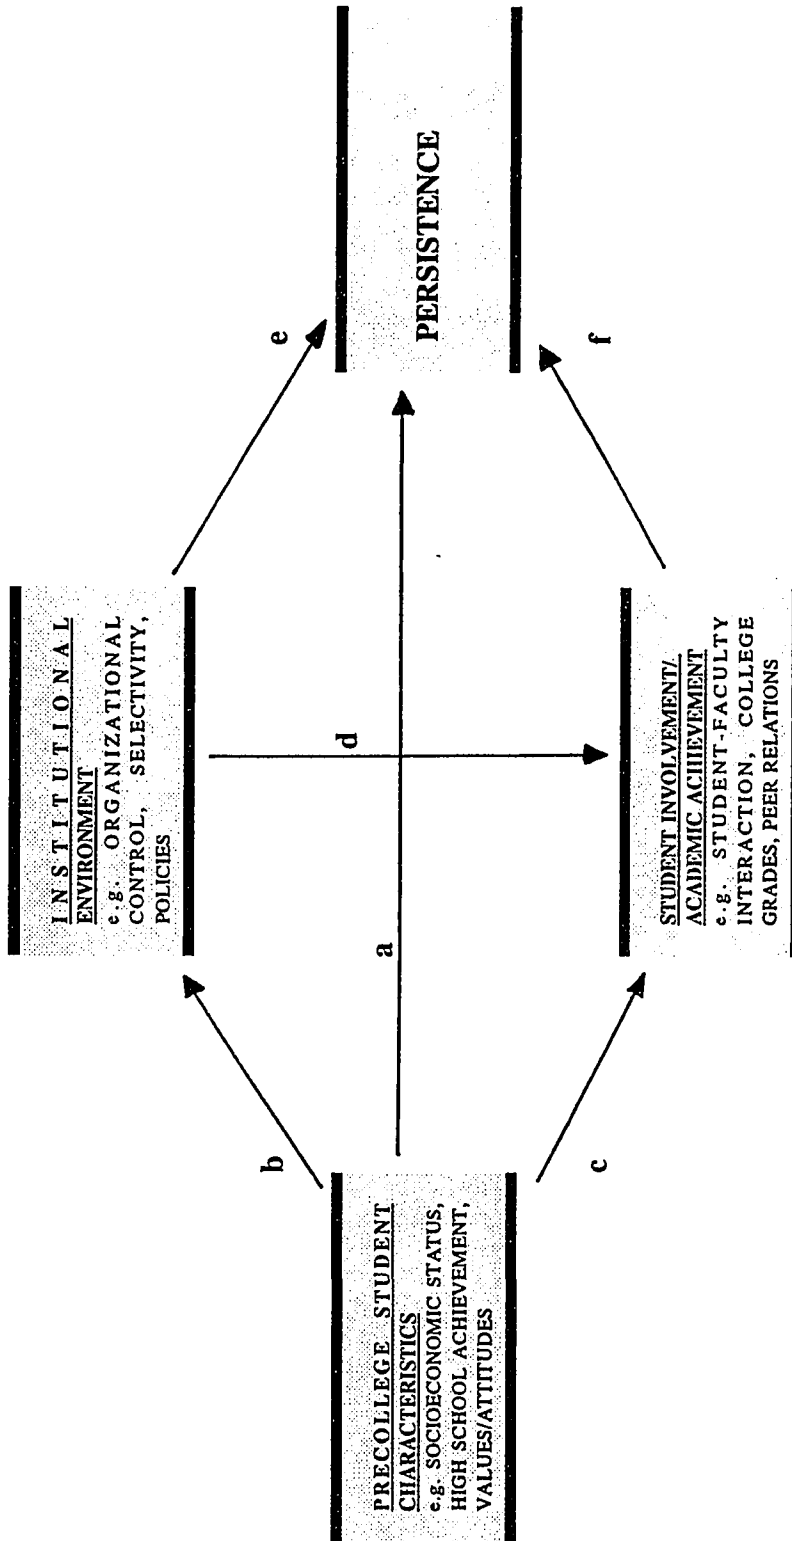 PRECOLLEGE STUDENT
CHARACTERISTICS
e.g. SOCIOECONOMIC STATUS,
HIGH SCHOOL ACHIEVEMENT,
VALUES/ATTITUDES
b
a
c
INSTITUTIONAL
ENVIRONMENT
e.g. ORGANIZATIONAL
CONTROL, SELECTIVITY,
POLICIES
d
STUDENT INVOLVEMENT/
ACADEMIC ACHIEVEMENT
e.g. STUDENT-FACULTY
INTERACTION, COLLEGE
GRADES, PEER RELATIONS
e
PERSISTENCE
f